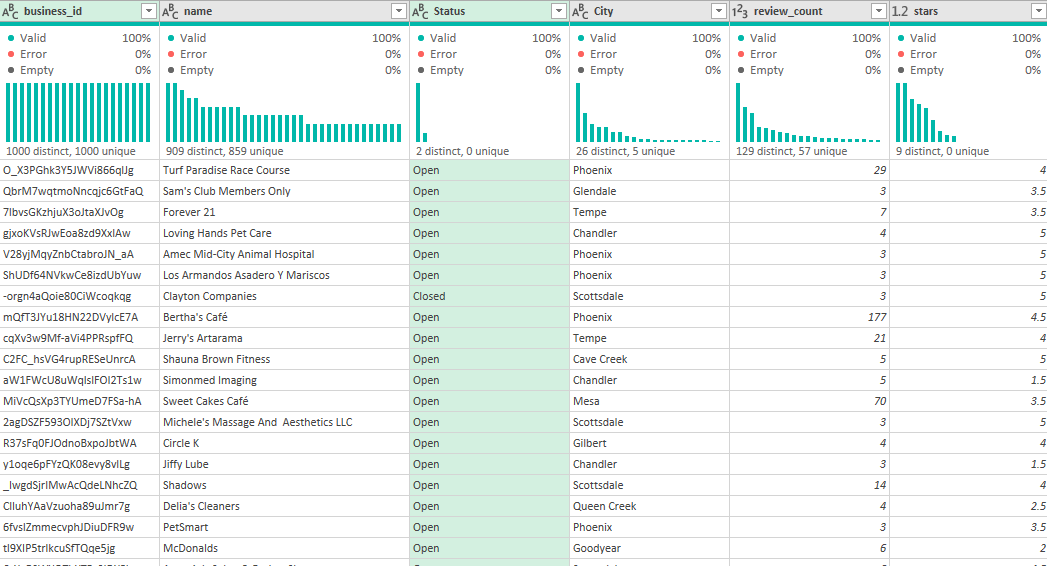 ABC business_id ABC name ABC Status ABC City 123 review_count 1.2 stars
Valid 100% Valid 100% Valid 100% Valid 100% Valid 100% Valid 100%
Error 0% Error 0% Error 0% Error 0% Error 0% Error 0%
Empty 0% Empty 0% Empty 0% Empty 0% Empty 0% Empty 0%
1000 distinct, 1000 unique 909 distinct, 859 unique 2 distinct, 0 unique 26 distinct, 5 unique 129 distinct, 57 unique 9 distinct, 0 unique
O_X3PGhk3Y5JWVi866qlJg Turf Paradise Race Course Open Phoenix 29 4
QbrM7wqtmoNncqjc6GtFaQ Sam's Club Members Only Open Glendale 3 3.5
7lbvsGKzhjuX3oJtaXJvOg Forever 21 Open Tempe 7 3.5
gjxoKVsRJwEoa8zd9XxlAw Loving Hands Pet Care Open Chandler 4 5
V28yjMqyZnbCtabroJN_aA Amec Mid-City Animal Hospital Open Phoenix 3 5
ShUDf64NVkwCe8izdUbYuw Los Armandos Asadero Y Mariscos Open Phoenix 3 5
-orgn4aQoie80CiWcoqkqg Clayton Companies Closed Scottsdale 3 5
mQfT3JYu18HN22DVylcE7A Bertha's Café Open Phoenix 177 4.5
cqXv3w9Mf-aVi4PPRspfFQ Jerry's Artarama Open Tempe 21 4
C2FC_hsVG4rupRESeUnrcA Shauna Brown Fitness Open Cave Creek 5 5
aW1FWcU8uWqlslFOI2Ts1w Simonmed Imaging Open Chandler 5 1.5
MiVcQsXp3TYUmeD7FSa-hA Sweet Cakes Café Open Mesa 70 3.5
2agDSZF593OlXDj7SZtVxw Michele's Massage And  Aesthetics LLC Open Scottsdale 3 5
R37sFq0FJOdnoBxpoJbtWA Circle K Open Gilbert 4 4
y1oqe6pFYzQK08evy8vlLg Jiffy Lube Open Chandler 3 1.5
_lwgdSjrlMwAcQdeLNhcZQ Shadows Open Scottsdale 14 4
ClluhYAaVzuoha89uJmr7g Delia's Cleaners Open Queen Creek 4 2.5
6fvslZmmecvphJDiuDFR9w PetSmart Open Phoenix 3 3.5
tl9XIP5trlkcuSfTQqe5jg McDonalds Open Goodyear 6 2